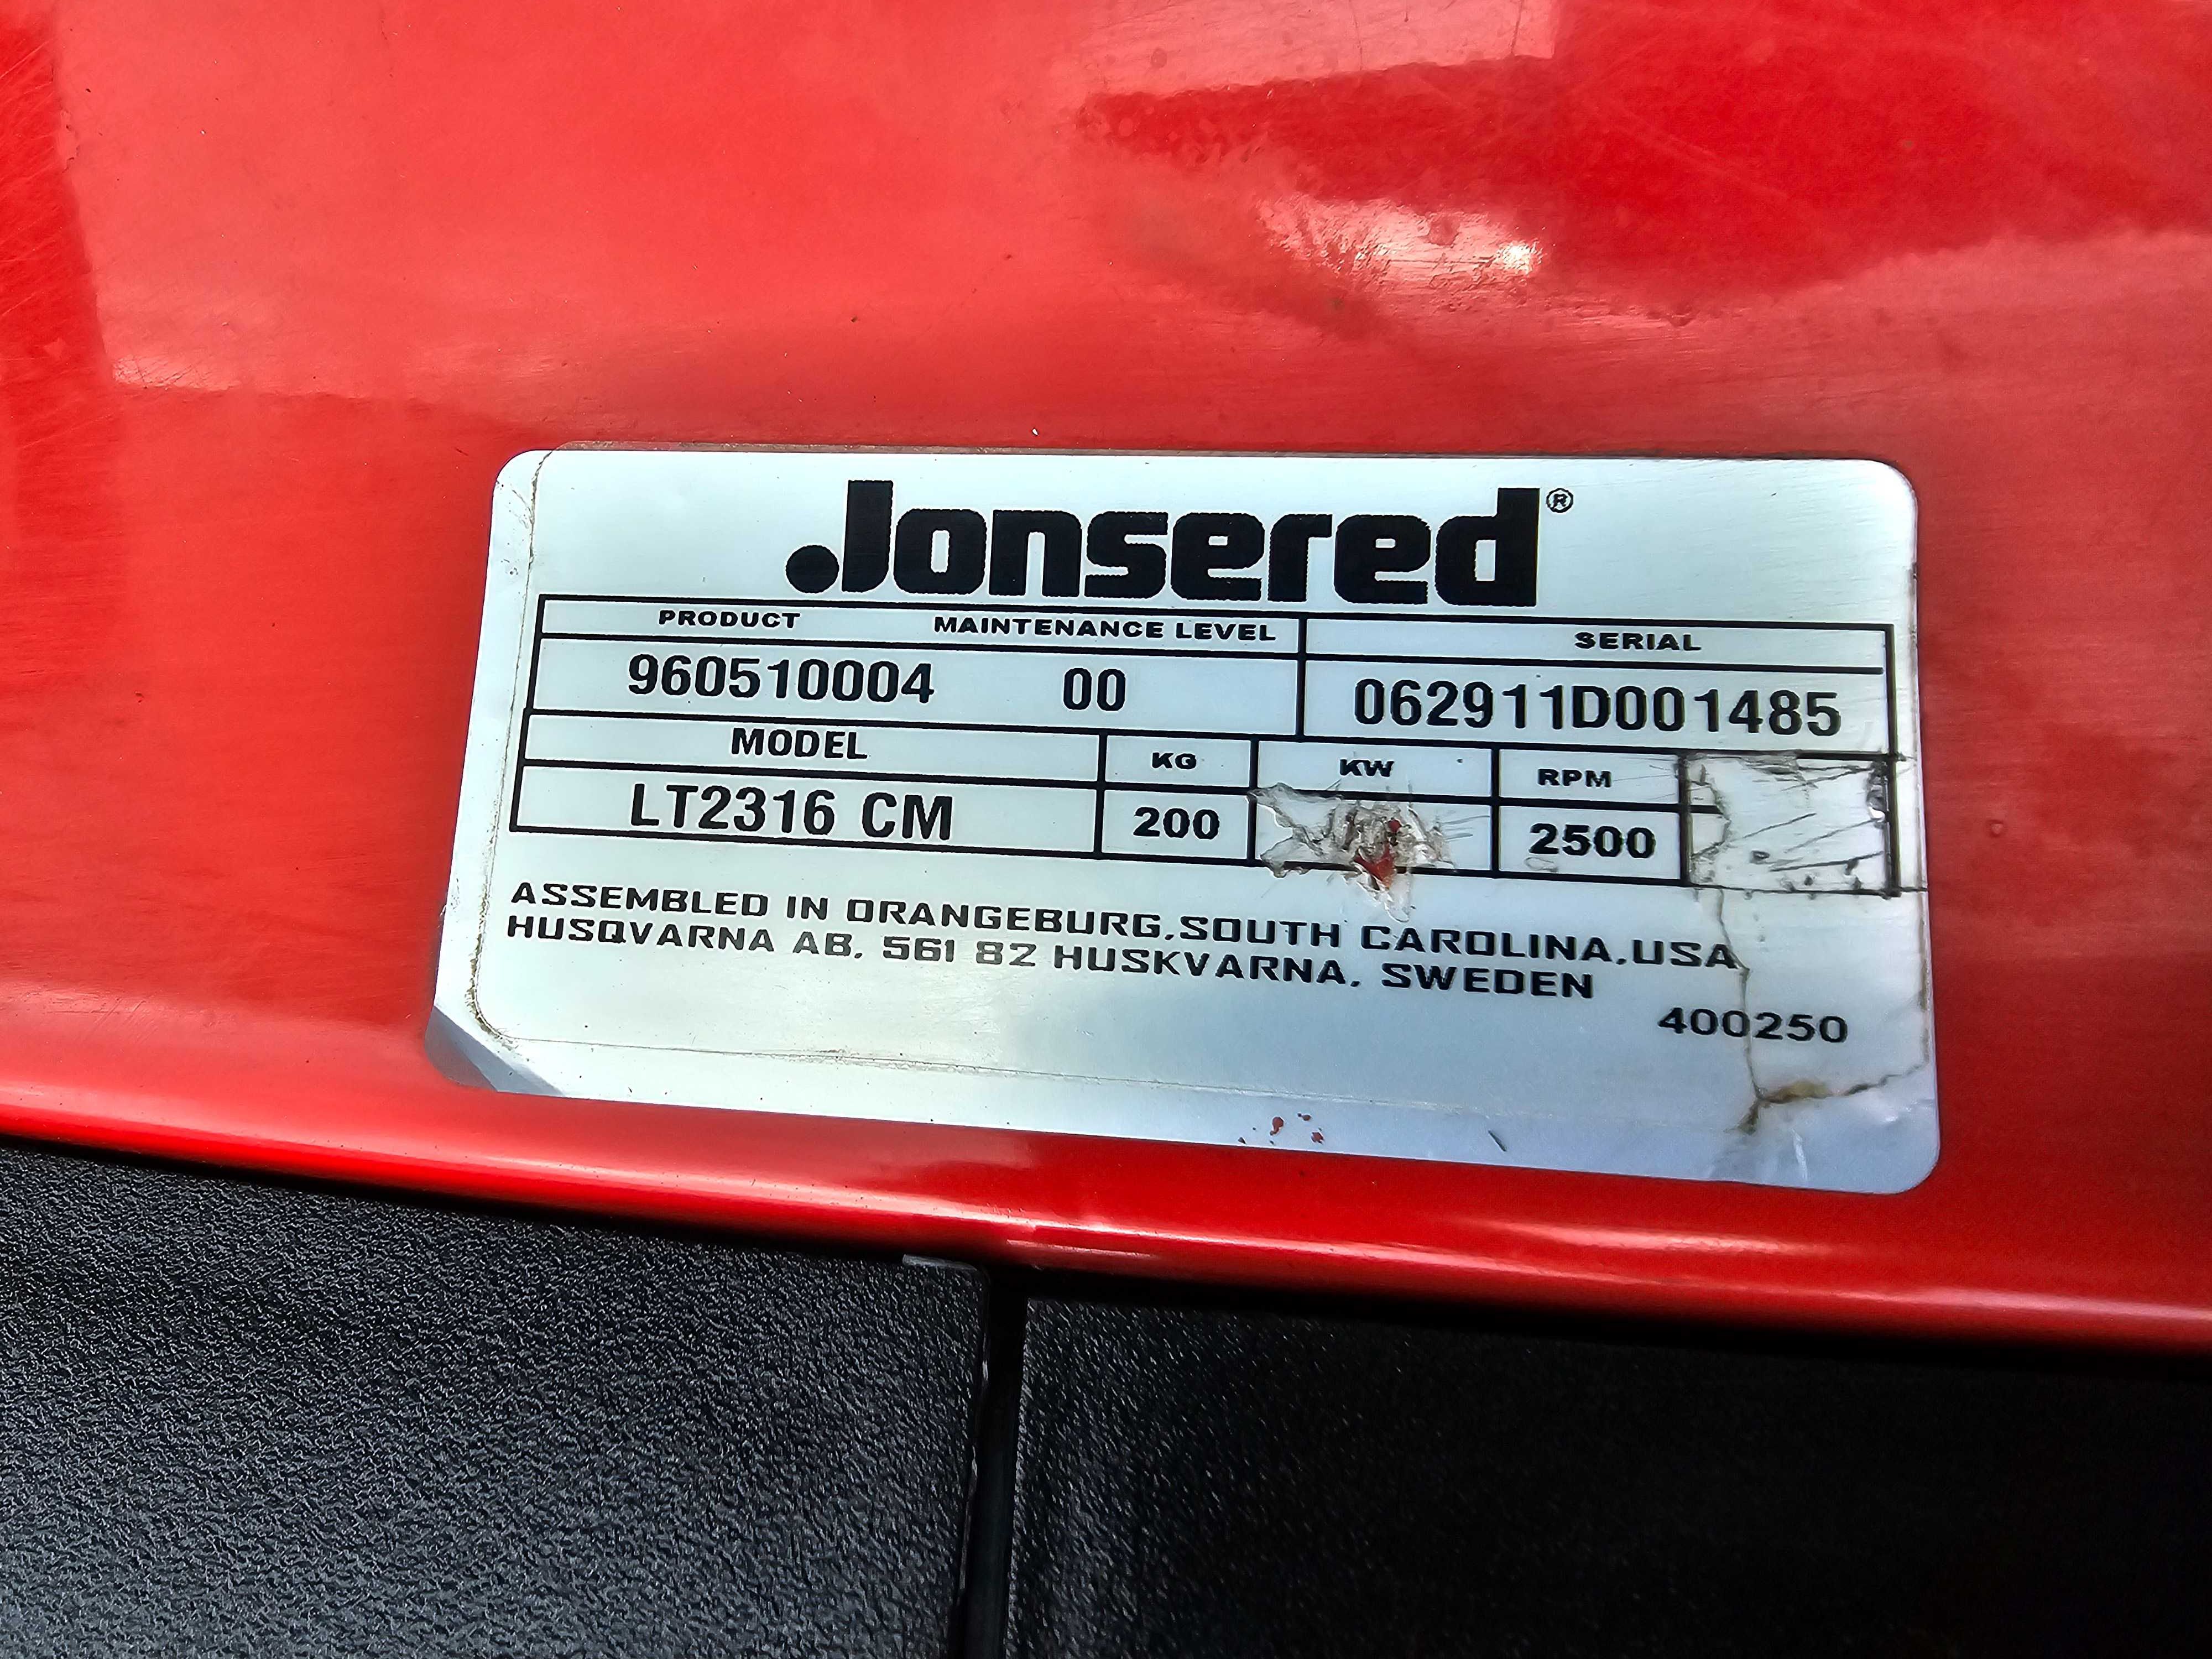 Jonsered®
PRODUCT MAINTENANCE LEVEL SERIAL
960510004 00 062911D001485
MODEL KG KW RPM
LT2316 CM 200 2500
ASSEMBLED IN ORANGEBURG,SOUTH CAROLINA,USA
HUSQVARNA AB, 561 82 HUSKVARNA, SWEDEN
400250